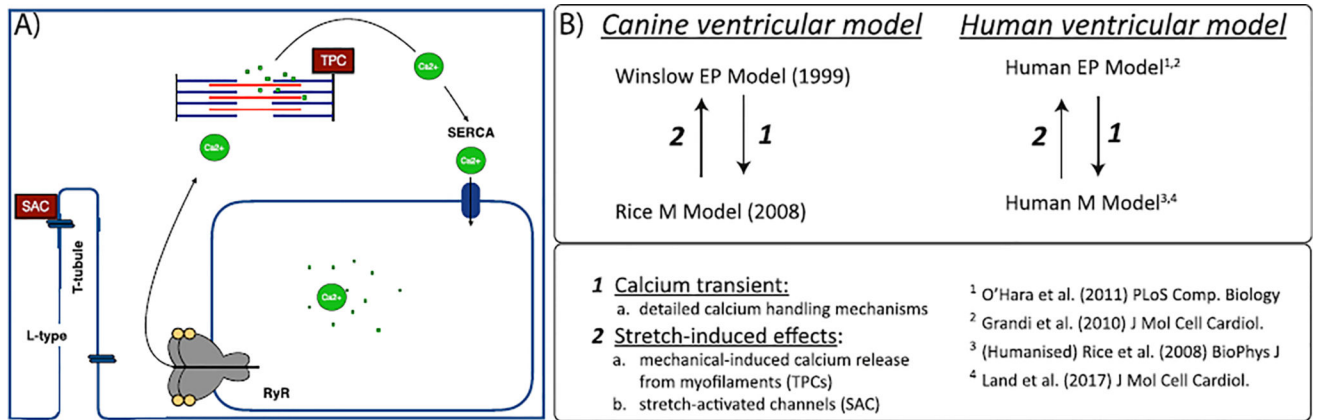 A)
TPC
Ca2+
SERCA
Ca2+
Ca2+
SAC
T-tubule
L-type
Ca2+
RyR
B)
Canine ventricular model
Winslow EP Model (1999)
2 1
Rice M Model (2008)
Human ventricular model
Human EP Model1,2
2 1
Human M Model3,4
1 Calcium transient:
a. detailed calcium handling mechanisms
2 Stretch-induced effects:
a. mechanical-induced calcium release
from myofilaments (TPCs)
b. stretch-activated channels (SAC)
1 O'Hara et al. (2011) PLoS Comp. Biology
2 Grandi et al. (2010) J Mol Cell Cardiol.
3 (Humanised) Rice et al. (2008) BioPhys J
4 Land et al. (2017) J Mol Cell Cardiol.